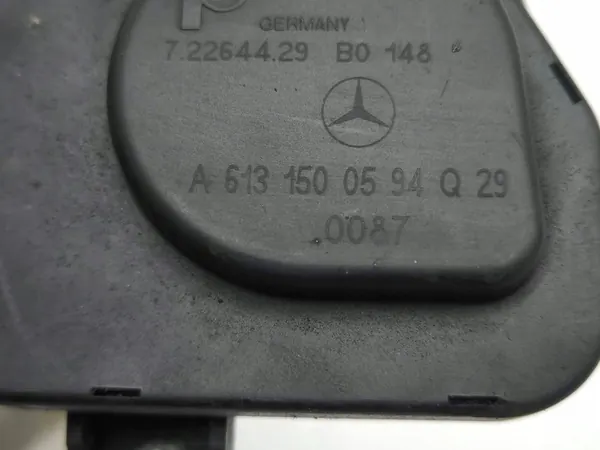 GERMANY
7.22644.29 B0 148
A 613 150 05 94 Q 29
.0087